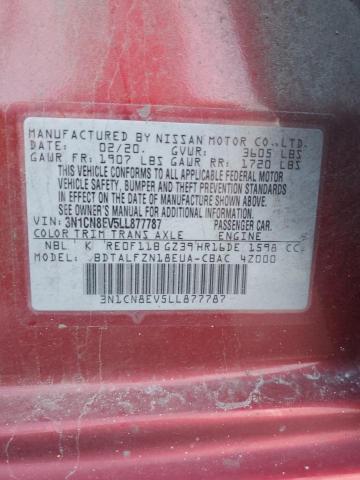 MANUFACTURED BY NISSAN MOTOR CO., LTD.
DATE: 02/20. GVWR: 3605 LBS
GAWR FR: 1907 LBS GAWR RR: 1720 LBS
THIS VEHICLE CONFORMS TO ALL APPLICABLE FEDERAL MOTOR
VEHICLE SAFETY, BUMPER AND THEFT PREVENTION STANDARDS
IN EFFECT ON THE DATE OF MANUFACTURE SHOWN ABOVE.
SEE OWNER'S MANUAL FOR ADDITIONAL INFORMATION.
VIN: 3N1CN8EV5LL877787 PASSENGER CAR.
COLOR TRIM TRANS AXLE ENGINE 5
NBL K RE0F11B GZ39 HR16DE 1598 CC
MODEL: BDTALFZN18EUA-CBAC 4Z000
3N1CN8EV5LL877787